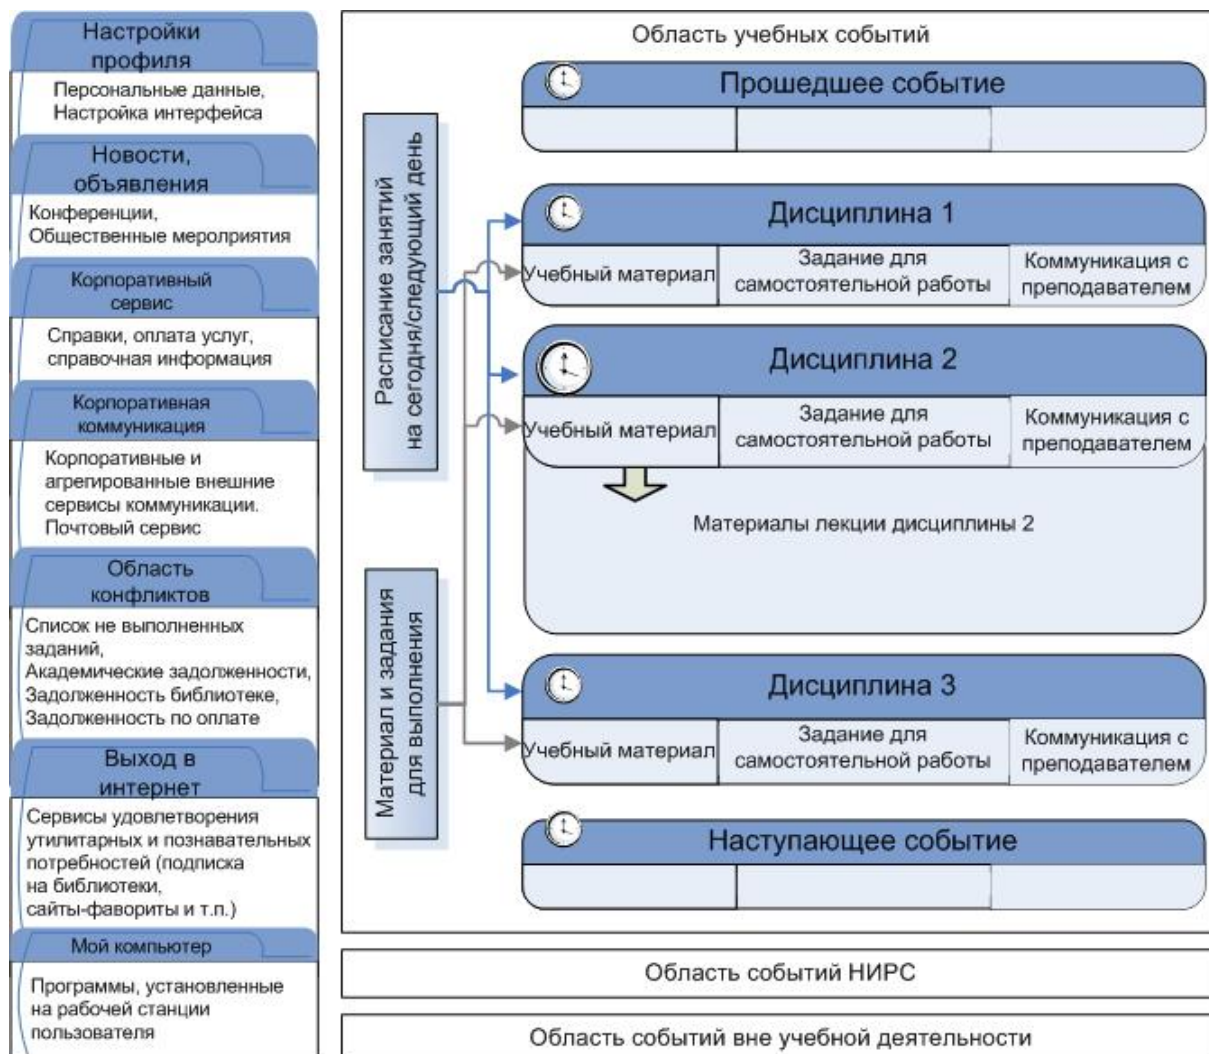 Настройки
профиля
Персональные данные,
Настройка интерфейса
Новости,
объявления
Конференции,
Общественные меролриятия
Корпоративный
сервис
Справки, оплата услуг,
справочная информация
Корпоративная
коммуникация
Корпоративные и
агрегированные внешние
сервисы коммуникации.
Почтовый сервис
Область
конфликтов
Список не выполненных
заданий,
Академические задолженности,
Задолженность библиотеке,
Задолженность по оплате
Выход в
интернет
Сервисы удовлетворения
утилитарных и познавательных
потребностей (подписка
на библиотеки,
сайты-фавориты и т.п.)
Мой компьютер
Программы, установленные
на рабочей станции
пользователя
Область учебных событий
Расписание занятий
на сегодня/следующий день
Материал и задания
для выполнения
Прошедшее событие
Дисциплина 1
Учебный материал
Задание для
самостоятельной работы
Коммуникация с
преподавателем
Дисциплина 2
Учебный материал
Задание для
самостоятельной работы
Коммуникация с
преподавателем
Материалы лекции дисциплины 2
Дисциплина 3
Учебный материал
Задание для
самостоятельной работы
Коммуникация с
преподавателем
Наступающее событие
Область событий НИРС
Область событий вне учебной деятельности